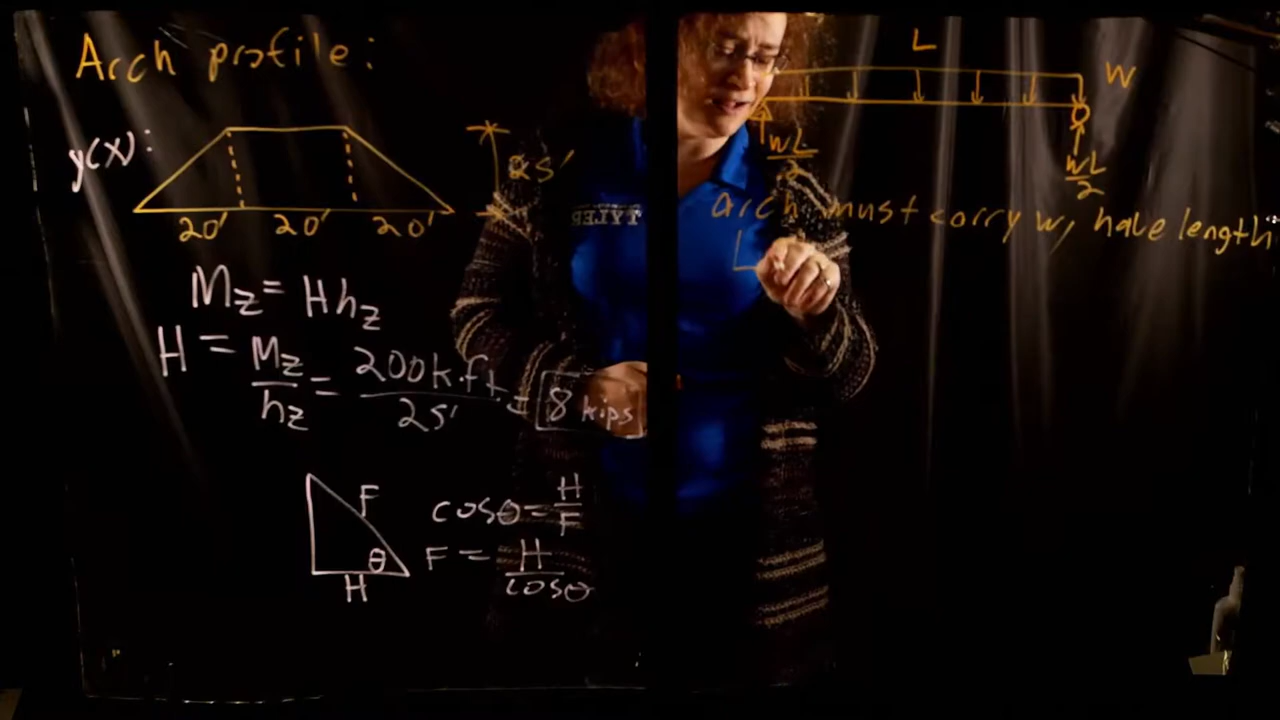 Arch profile:
y(x):
25'
20' 20' 20'
Mz = Hhz
H = Mz/hz = 200k.ft/25' = 8 kips
F
θ
H
cosθ = H/F
F = H/cosθ
L
w
wL/2
wL/2
arch must carry w, have length
L